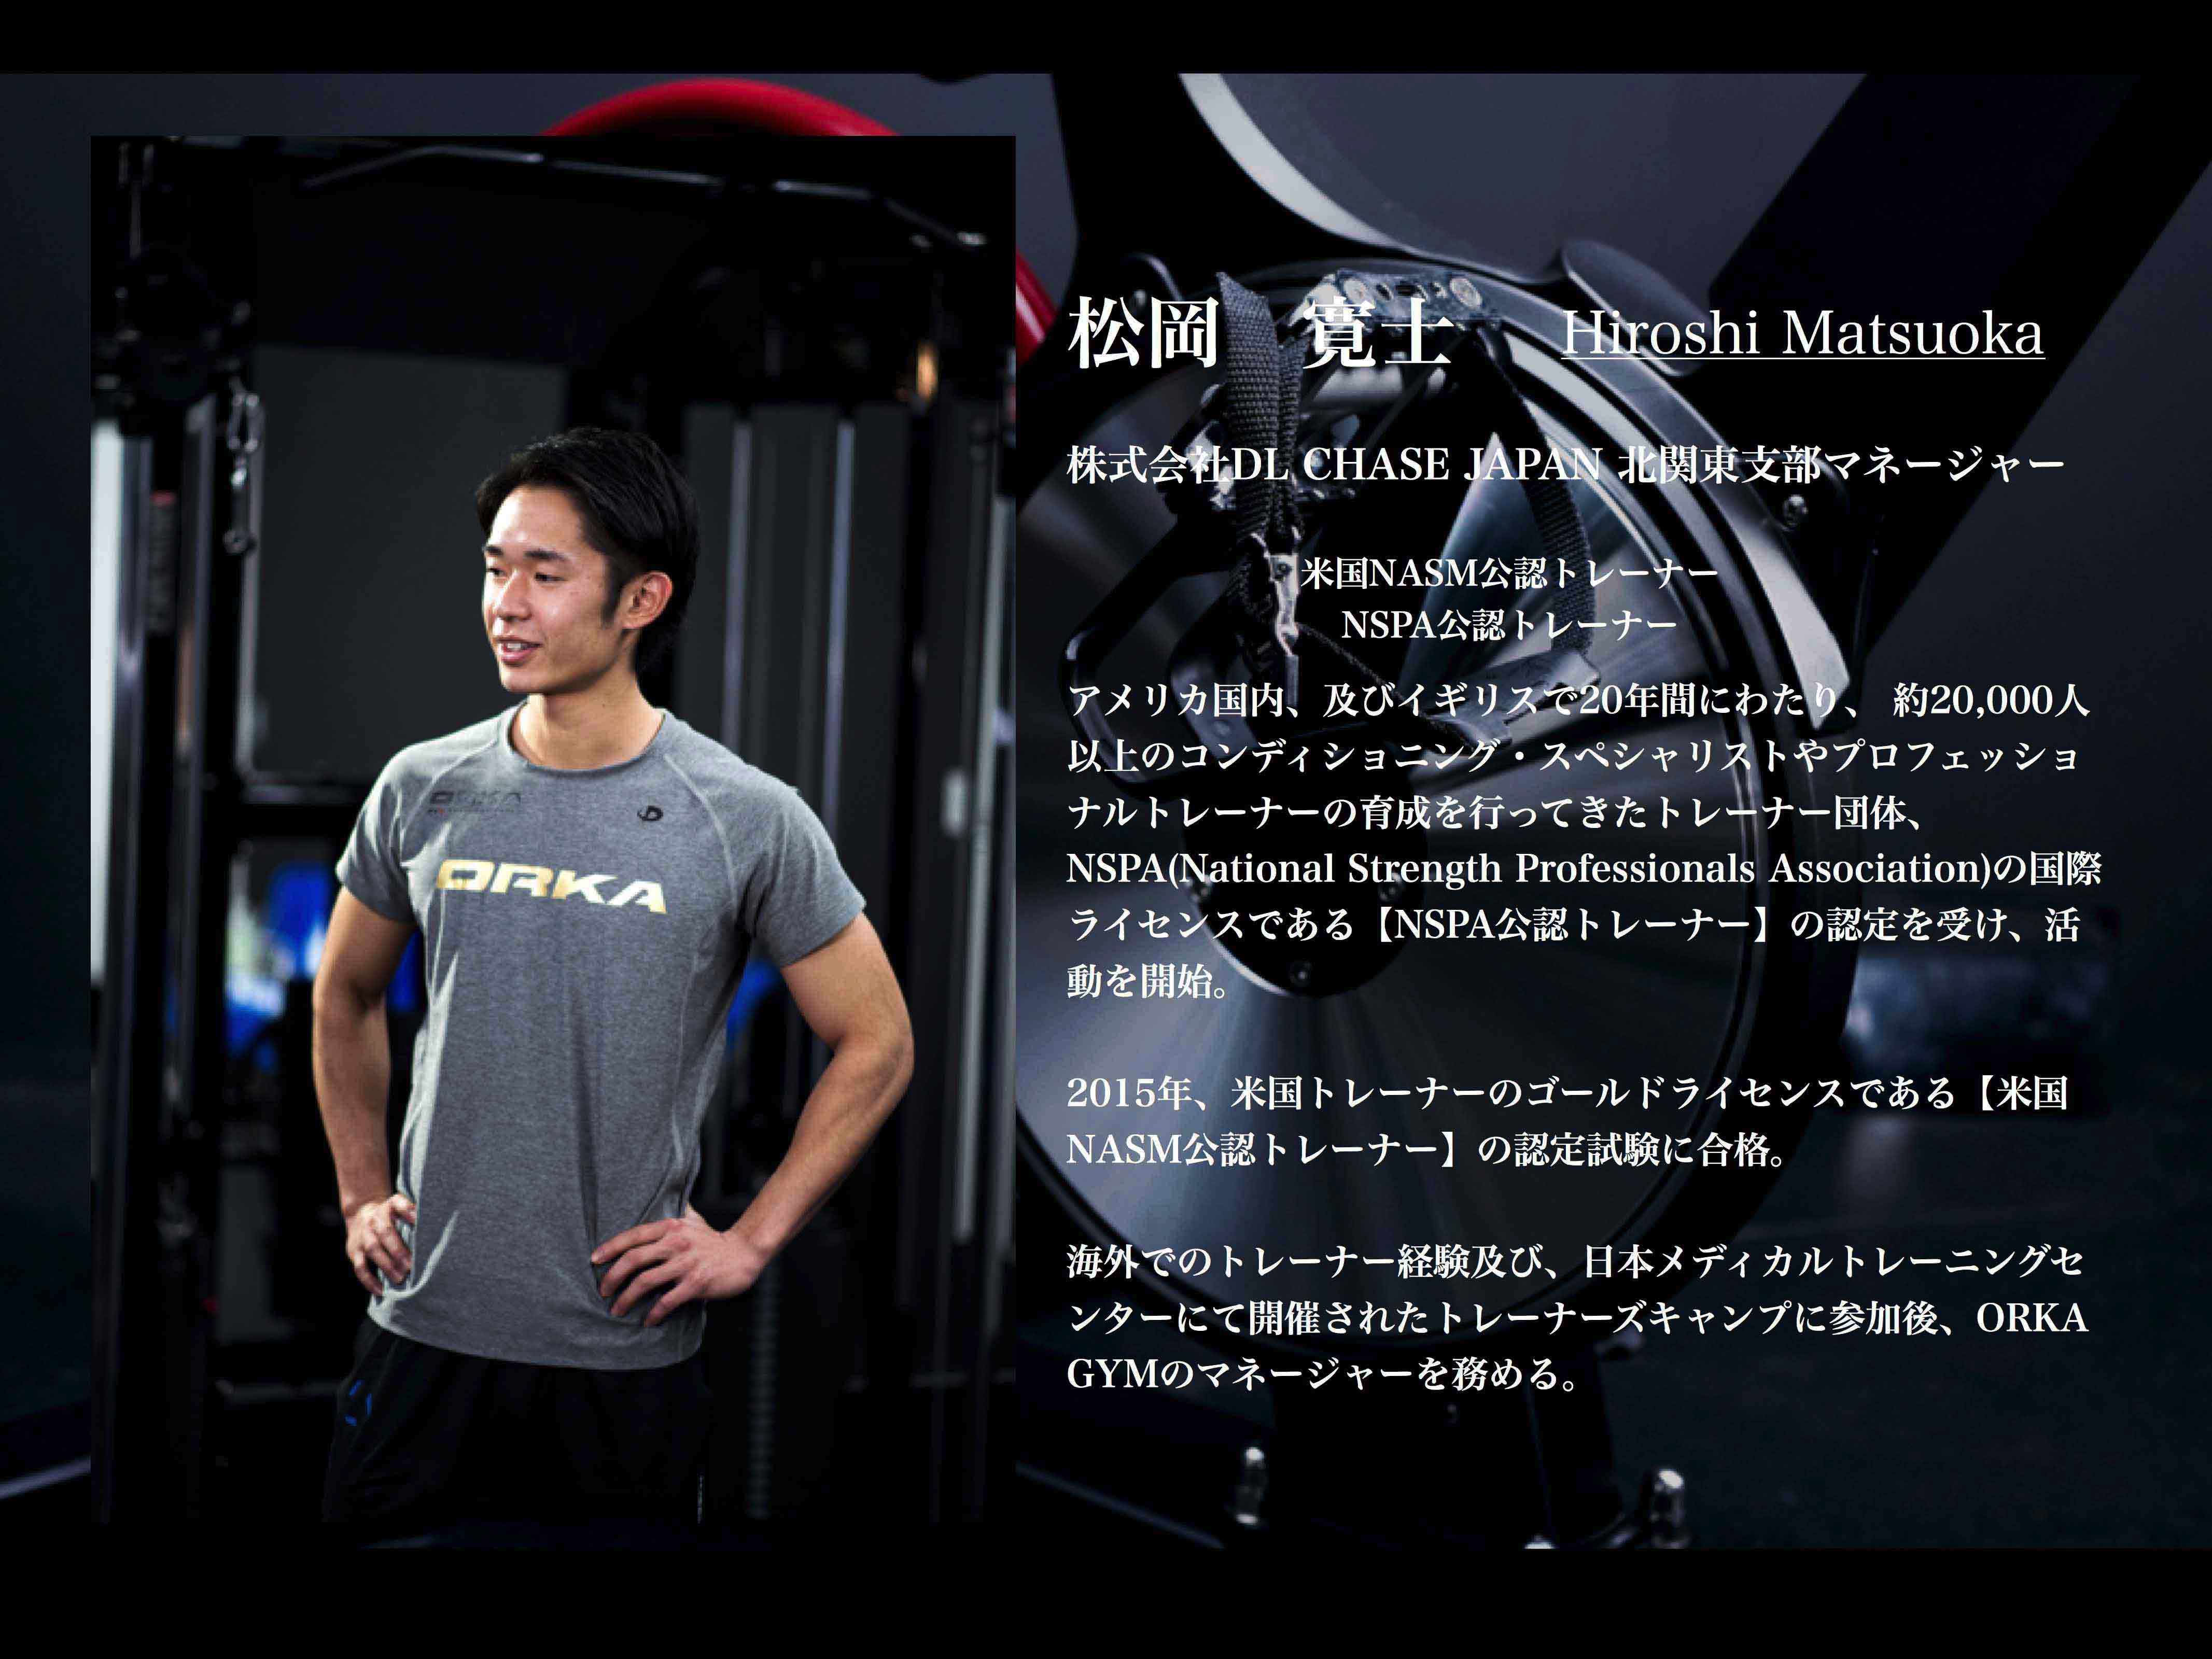 松岡 寛士 Hiroshi Matsuoka
株式会社DL CHASE JAPAN 北関東支部マネージャー
米国NASM公認トレーナー
NSPA公認トレーナー
アメリカ国内、及びイギリスで20年間にわたり、 約20,000人
以上のコンディショニング・スペシャリストやプロフェッショ
ナルトレーナーの育成を行ってきたトレーナー団体、
NSPA(National Strength Professionals Association)の国際
ライセンスである【NSPA公認トレーナー】の認定を受け、活
動を開始。
2015年、米国トレーナーのゴールドライセンスである【米国
NASM公認トレーナー】の認定試験に合格。
海外でのトレーナー経験及び、日本メディカルトレーニングセ
ンターにて開催されたトレーナーズキャンプに参加後、ORKA
GYMのマネージャーを務める。
ORKA